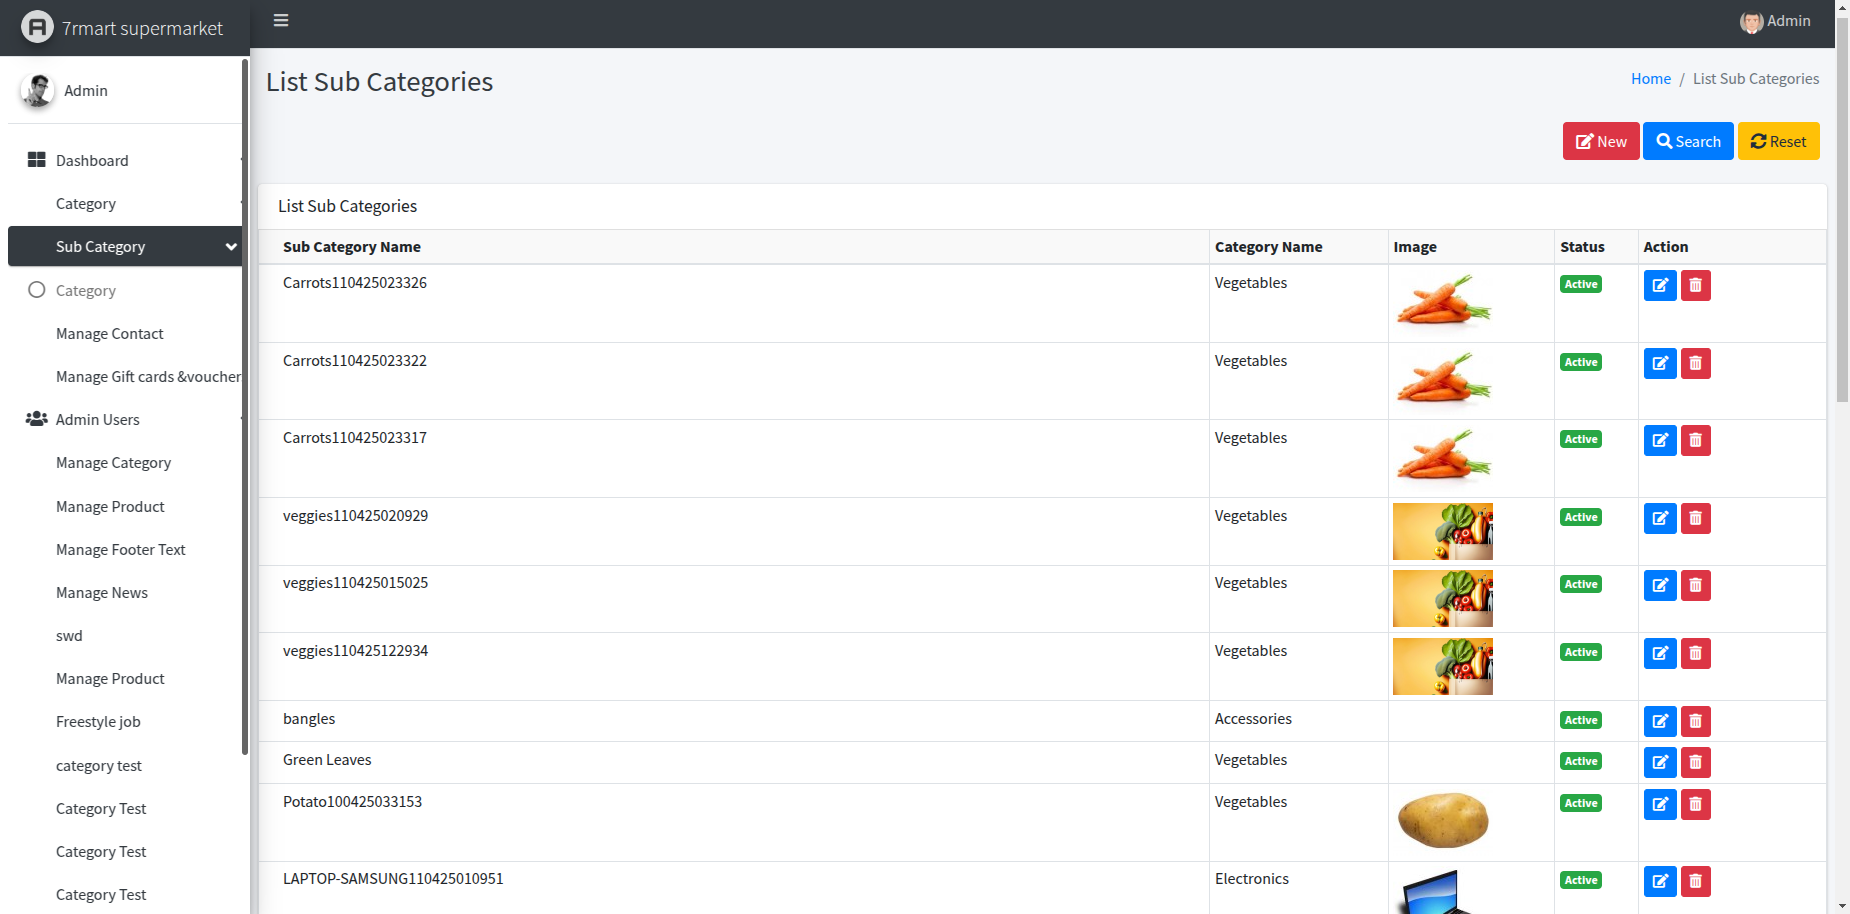 7rmart supermarket
Admin
Admin
List Sub Categories
Home / List Sub Categories
New
Search
Reset
Dashboard
Category
Sub Category
Category
Manage Contact
Manage Gift cards &voucher
Admin Users
Manage Category
Manage Product
Manage Footer Text
Manage News
swd
Manage Product
Freestyle job
category test
Category Test
Category Test
Category Test
List Sub Categories
Sub Category Name Category Name Image Status Action
Carrots110425023326 Vegetables Active
Carrots110425023322 Vegetables Active
Carrots110425023317 Vegetables Active
veggies110425020929 Vegetables Active
veggies110425015025 Vegetables Active
veggies110425122934 Vegetables Active
bangles Accessories Active
Green Leaves Vegetables Active
Potato100425033153 Vegetables Active
LAPTOP-SAMSUNG110425010951 Electronics Active